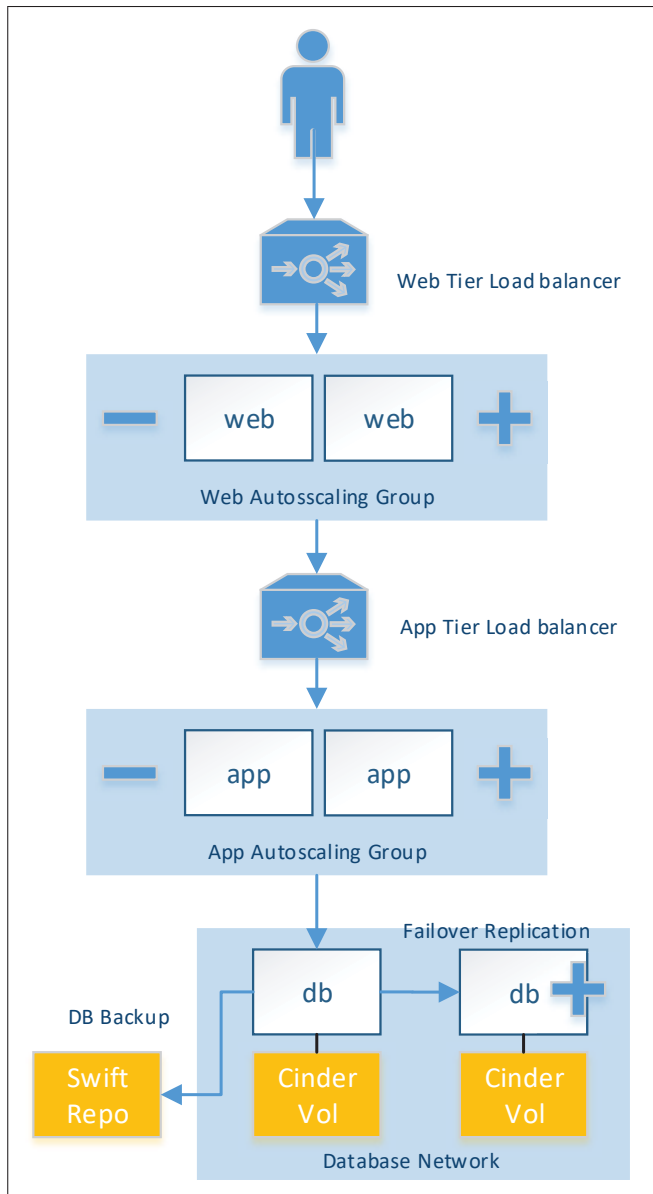 Web Tier Load balancer
web
web
Web Autosscaling Group
App Tier Load balancer
app
app
App Autoscaling Group
Failover Replication
db
db
DB Backup
Swift
Repo
Cinder
Vol
Cinder
Vol
Database Network